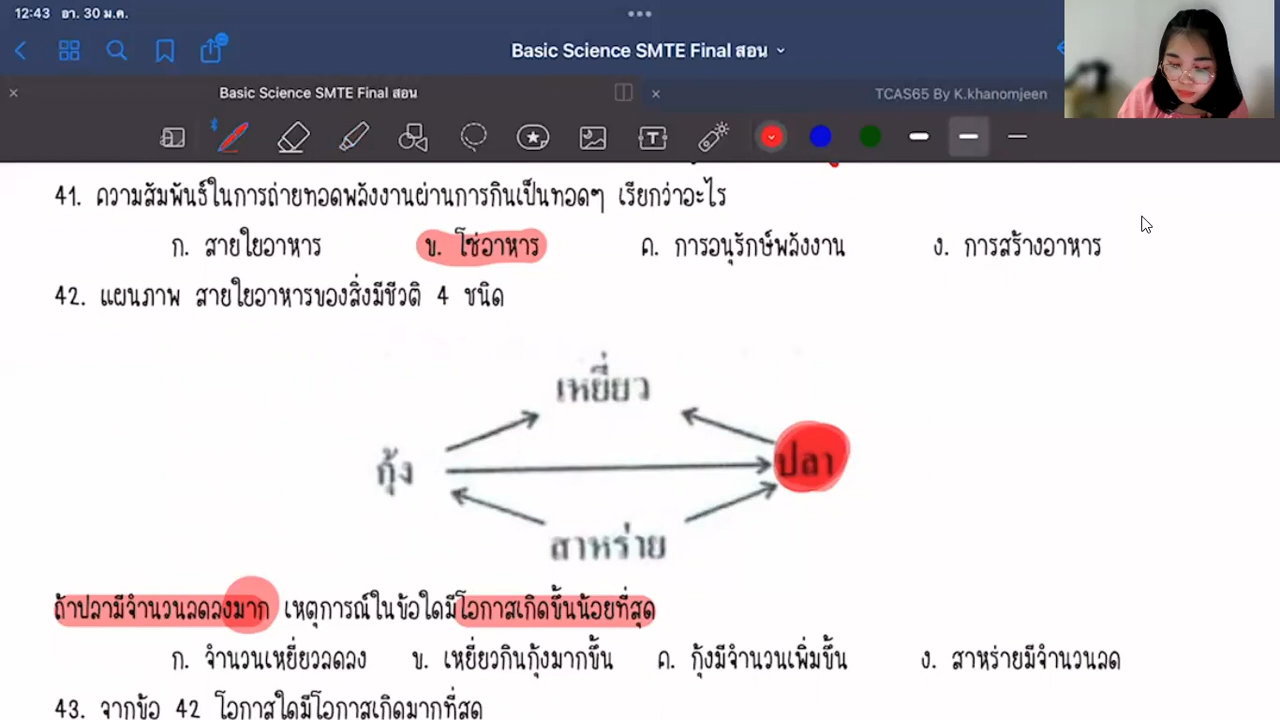 12:43 อา. 30 ม.ค.
Basic Science SMTE Final สอน
Basic Science SMTE Final สอน
TCAS65 By K.khanomjeen
41. ความสัมพันธ์ในการถ่ายทอดพลังงานผ่านการกินเป็นทอดๆ เรียกว่าอะไร
ก. สายใยอาหาร ข. โซ่อาหาร ค. การอนุรักษ์พลังงาน ง. การสร้างอาหาร
42. แผนภาพ สายใยอาหารของสิ่งมีชีวติ 4 ชนิด
เหยี่ยว
กุ้ง
ปลา
สาหร่าย
ถ้าปลามีจำนวนลดลงมาก เหตุการณ์ในข้อใดมีโอกาสเกิดขึ้นน้อยที่สุด
ก. จำนวนเหยี่ยวลดลง ข. เหยี่ยวกินกุ้งมากขึ้น ค. กุ้งมีจำนวนเพิ่มขึ้น ง. สาหร่ายมีจำนวนลด
43. จากข้อ 42 โอกาสใดมีโอกาสเกิดมากที่สุด